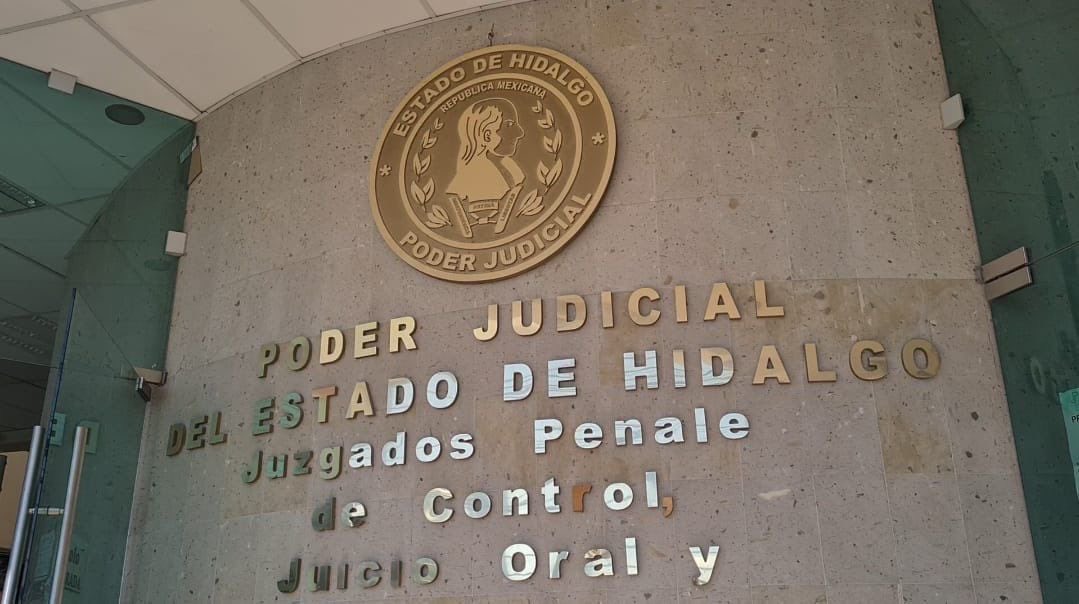 ESTADO DE HIDALGO
REPUBLICA MEXICANA
PODER JUDICIAL
PODER JUDICIAL
DEL ESTADO DE HIDALGO
Juzgados Penale
de Control,
Juicio Oral y